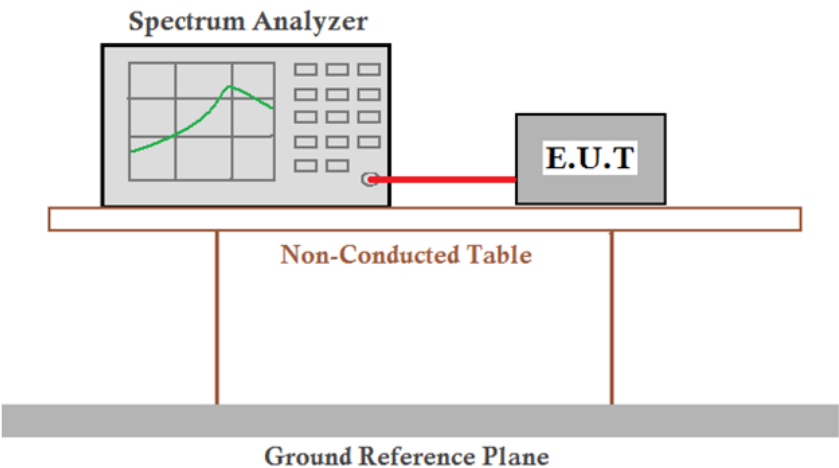 Spectrum Analyzer
E.U.T
Non-Conducted Table
Ground Reference Plane